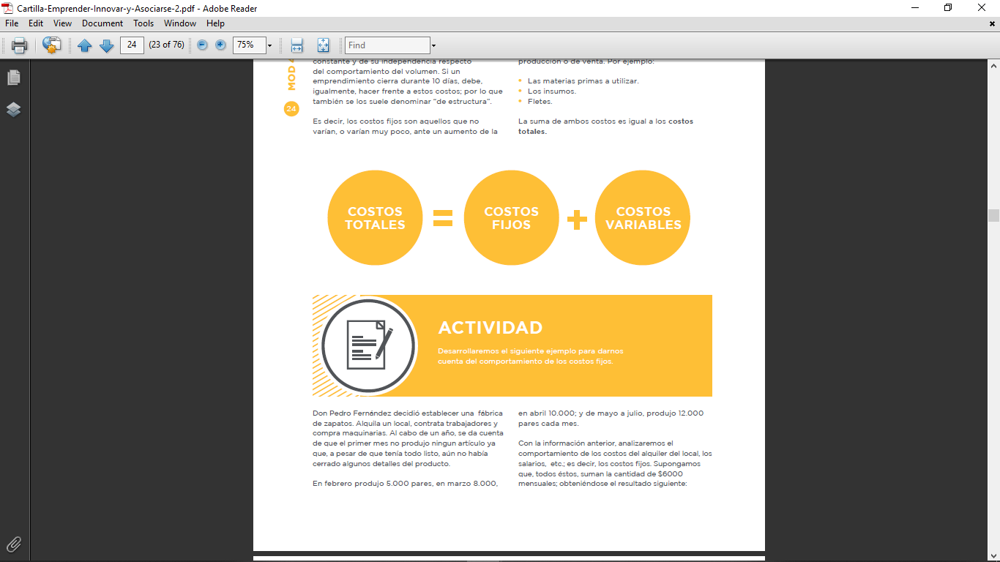 Cartilla-Emprender-Innovar-y-Asociarse-2.pdf - Adobe Reader
File Edit View Document Tools Window Help
24 (23 of 76) 75% Find
MOD 4
24
constante y de su independencia respecto
del comportamiento del volumen. Si un
emprendimiento cierra durante 10 días, debe,
igualmente, hacer frente a estos costos; por lo que
también se los suele denominar “de estructura”.
Es decir, los costos fijos son aquellos que no
varían, o varían muy poco, ante un aumento de la
producción o de venta. Por ejemplo:
• Las materias primas a utilizar.
• Los insumos.
• Fletes.
La suma de ambos costos es igual a los costos
totales.
COSTOS
TOTALES
=
COSTOS
FIJOS
+
COSTOS
VARIABLES
ACTIVIDAD
Desarrollaremos el siguiente ejemplo para darnos
cuenta del comportamiento de los costos fijos.
Don Pedro Fernández decidió establecer una fábrica
de zapatos. Alquila un local, contrata trabajadores y
compra maquinarias. Al cabo de un año, se da cuenta
de que el primer mes no produjo ningun artículo ya
que, a pesar de que tenía todo listo, aún no había
cerrado algunos detalles del producto.
En febrero produjo 5.000 pares, en marzo 8.000,
en abril 10.000; y de mayo a julio, produjo 12.000
pares cada mes.
Con la información anterior, analizaremos el
comportamiento de los costos del alquiler del local, los
salarios, etc.; es decir, los costos fijos. Supongamos
que, todos éstos, suman la cantidad de $6000
mensuales; obteniéndose el resultado siguiente: